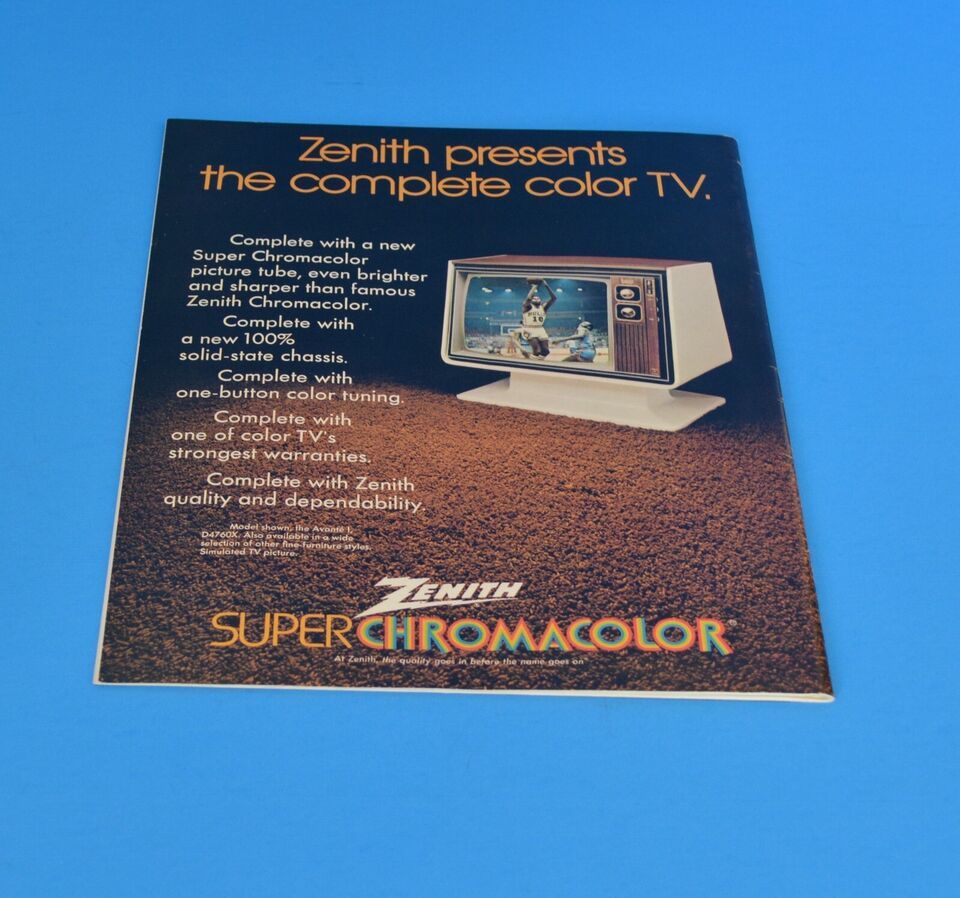 Zenith presents
the complete color TV.
Complete with a new
Super Chromacolor
picture tube, even brighter
and sharper than famous
Zenith Chromacolor.
Complete with
a new 100%
solid-state chassis.
Complete with
one-button color tuning.
Complete with
one of color TV's
strongest warranties.
Complete with Zenith
quality and dependability.
Model shown, the Avanté I,
D4760X. Also available in a wide
selection of other fine-furniture styles.
Simulated TV picture.
BULLS
10
ZENITH
SUPER CHROMACOLOR®
At Zenith, the quality goes in before the name goes on